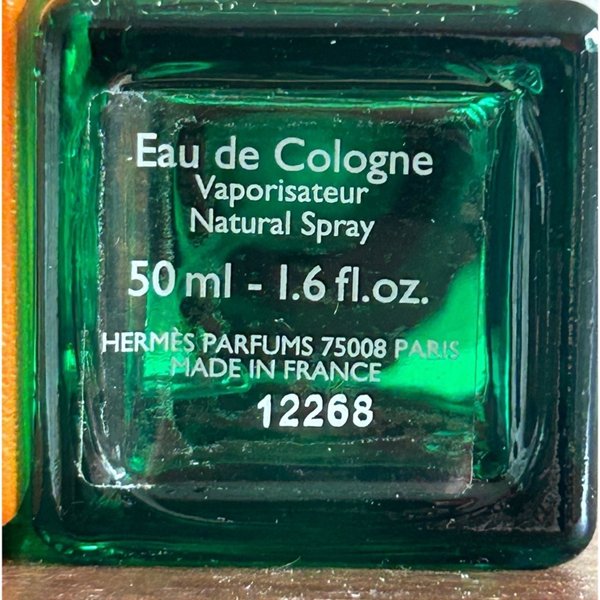 Eau de Cologne
Vaporisateur
Natural Spray
50 ml - 1.6 fl.oz.
HERMÈS PARFUMS 75008 PARIS
MADE IN FRANCE
12268